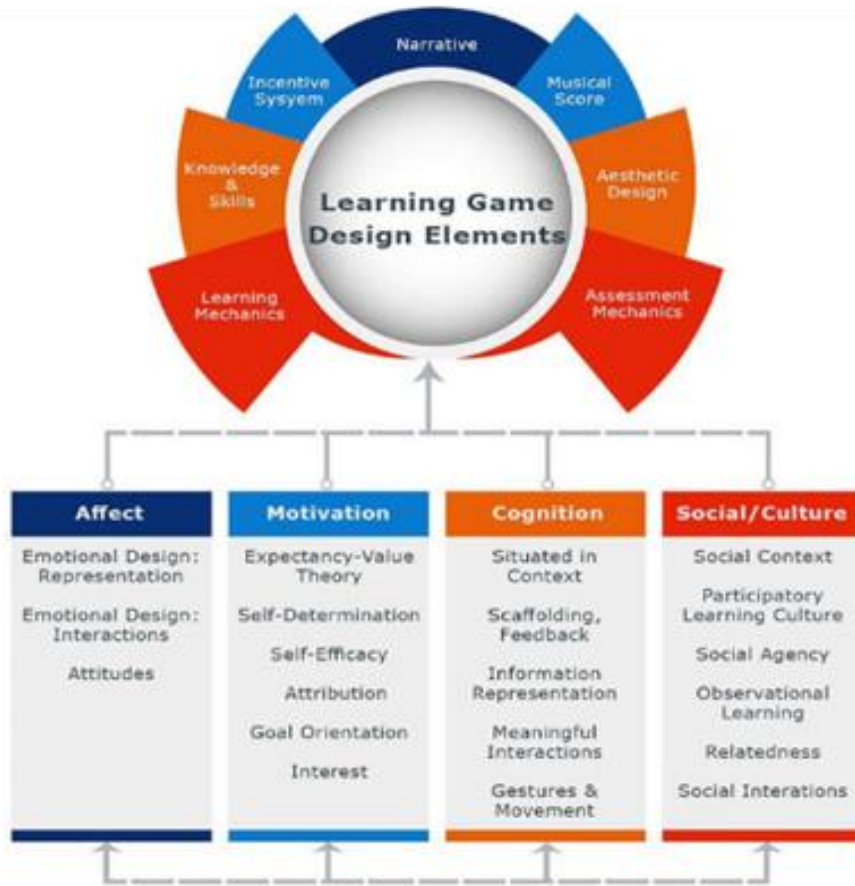 Narrative
Incentive
Sysyem
Musical
Score
Knowledge
&
Skills
Aesthetic
Design
Learning Game
Design Elements
Learning
Mechanics
Assessment
Mechanics
Affect
Emotional Design:
Representation
Emotional Design:
Interactions
Attitudes
Motivation
Expectancy-Value
Theory
Self-Determination
Self-Efficacy
Attribution
Goal Orientation
Interest
Cognition
Situated in
Context
Scaffolding,
Feedback
Information
Representation
Meaningful
Interactions
Gestures &
Movement
Social/Culture
Social Context
Participatory
Learning Culture
Social Agency
Observational
Learning
Relatedness
Social Interations